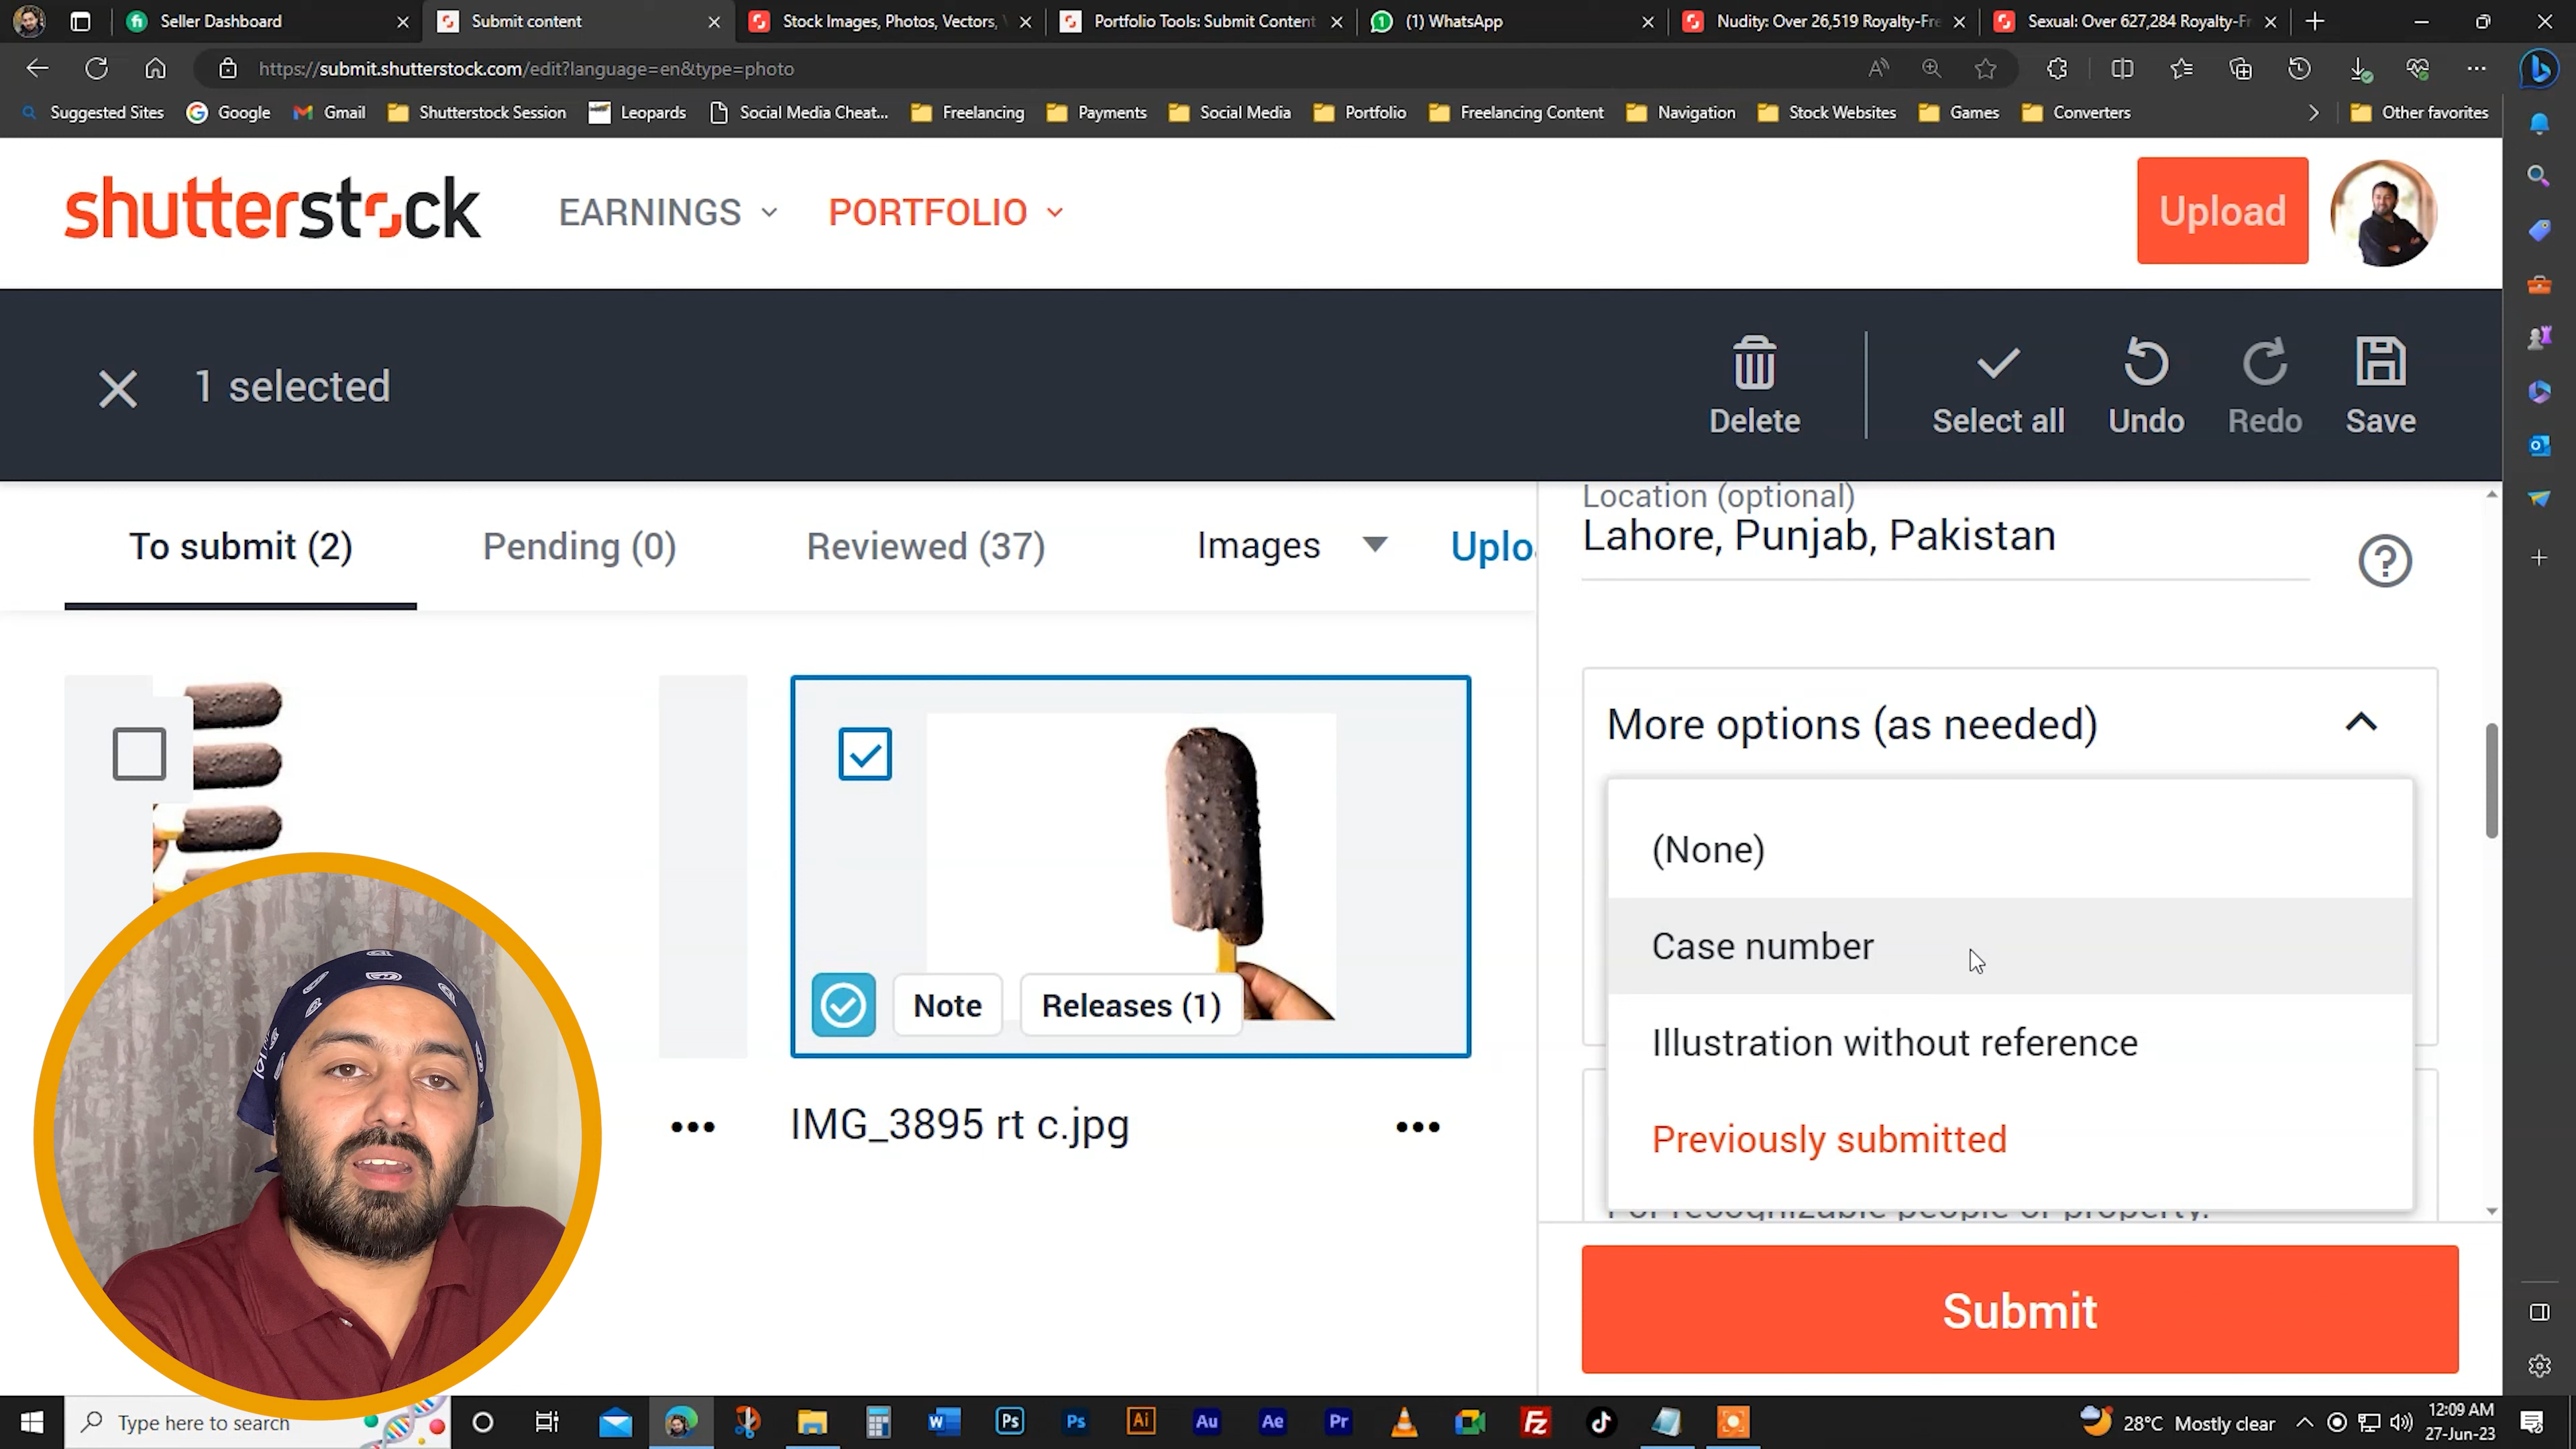 Seller Dashboard
Submit content
Stock Images, Photos, Vectors,
Portfolio Tools: Submit Content
(1) WhatsApp
Nudity: Over 26,519 Royalty-Fre
Sexual: Over 627,284 Royalty-Fr
https://submit.shutterstock.com/edit?language=en&type=photo
Suggested Sites
Google
Gmail
Shutterstock Session
Leopards
Social Media Cheat...
Freelancing
Payments
Social Media
Portfolio
Freelancing Content
Navigation
Stock Websites
Games
Converters
Other favorites
shutterstock
EARNINGS
PORTFOLIO
Upload
1 selected
Delete
Select all
Undo
Redo
Save
To submit (2)
Pending (0)
Reviewed (37)
Images
Uplo
Location (optional)
Lahore, Punjab, Pakistan
More options (as needed)
(None)
Case number
Illustration without reference
Previously submitted
For recognizable people or property.
Note
Releases (1)
IMG_3895 rt c.jpg
Submit
Type here to search
28°C Mostly clear
12:09 AM
27-Jun-23